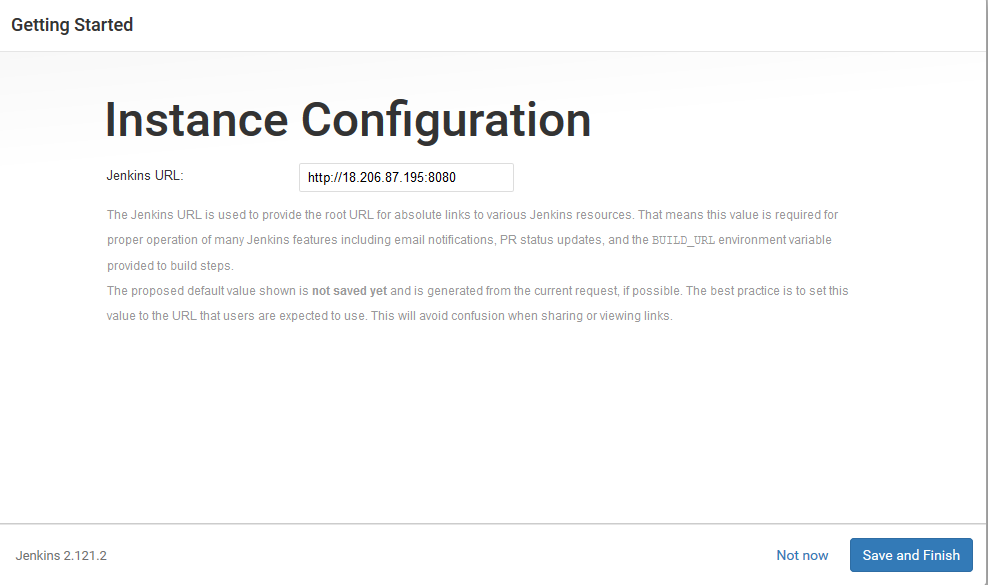 Getting Started
Instance Configuration
Jenkins URL: http://18.206.87.195:8080
The Jenkins URL is used to provide the root URL for absolute links to various Jenkins resources. That means this value is required for
proper operation of many Jenkins features including email notifications, PR status updates, and the BUILD_URL environment variable
provided to build steps.
The proposed default value shown is not saved yet and is generated from the current request, if possible. The best practice is to set this
value to the URL that users are expected to use. This will avoid confusion when sharing or viewing links.
Jenkins 2.121.2 Not now Save and Finish